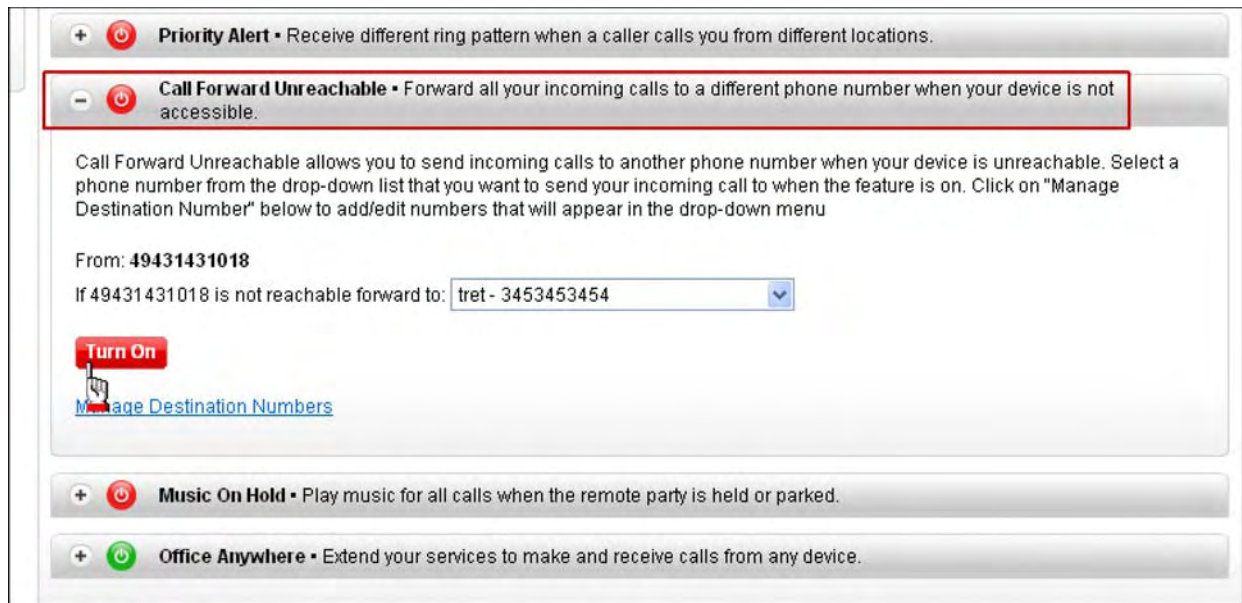 Priority Alert ▪ Receive different ring pattern when a caller calls you from different locations.
Call Forward Unreachable ▪ Forward all your incoming calls to a different phone number when your device is not
accessible.
Call Forward Unreachable allows you to send incoming calls to another phone number when your device is unreachable. Select a
phone number from the drop-down list that you want to send your incoming call to when the feature is on. Click on "Manage
Destination Number" below to add/edit numbers that will appear in the drop-down menu
From: 49431431018
If 49431431018 is not reachable forward to: tret - 3453453454
Turn On
Manage Destination Numbers
Music On Hold ▪ Play music for all calls when the remote party is held or parked.
Office Anywhere ▪ Extend your services to make and receive calls from any device.